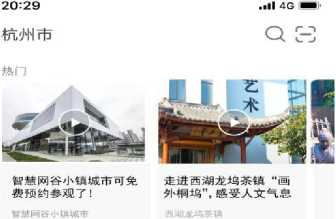 20:29
4G
杭州市
热门
艺
术
智慧网谷小镇城市可免
费预约参观了!
智慧网谷小镇城市
走进西湖龙坞茶镇“画
外桐坞”,感受人文气息
西湖龙坞茶镇